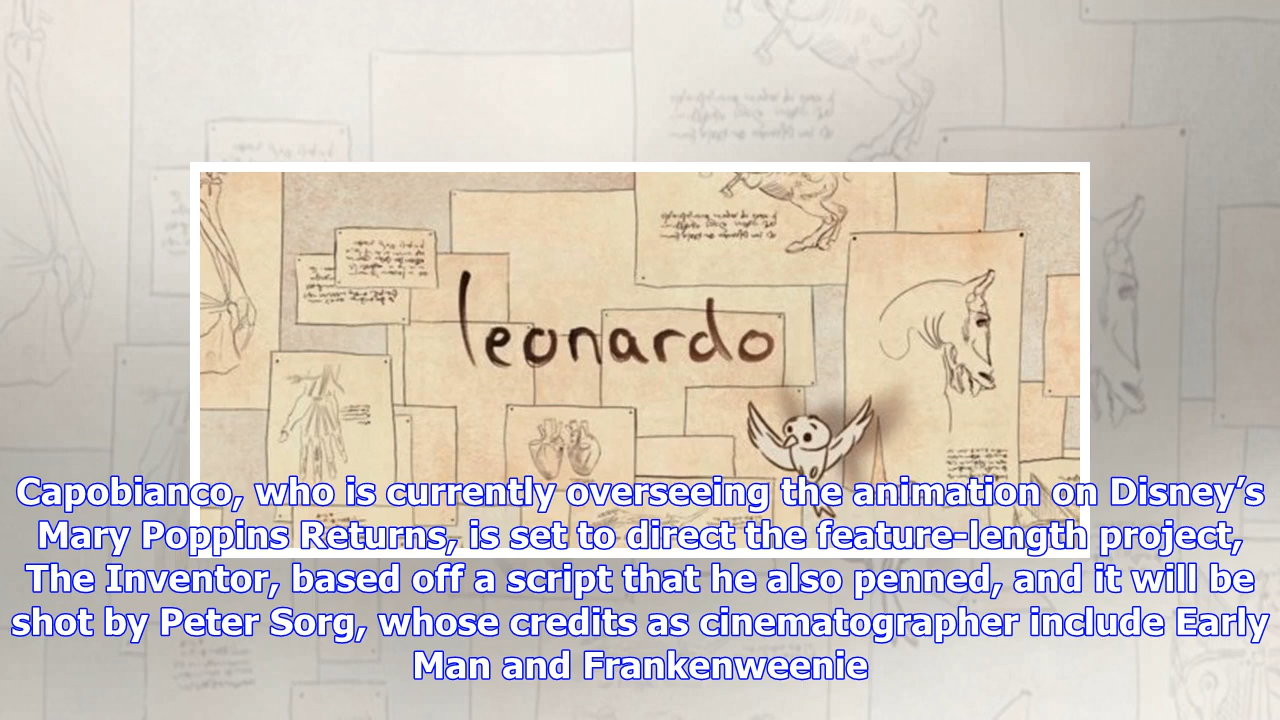 leonardo
Capobianco, who is currently overseeing the animation on Disney’s
Mary Poppins Returns, is set to direct the feature-length project,
The Inventor, based off a script that he also penned, and it will be
shot by Peter Sorg, whose credits as cinematographer include Early
Man and Frankenweenie